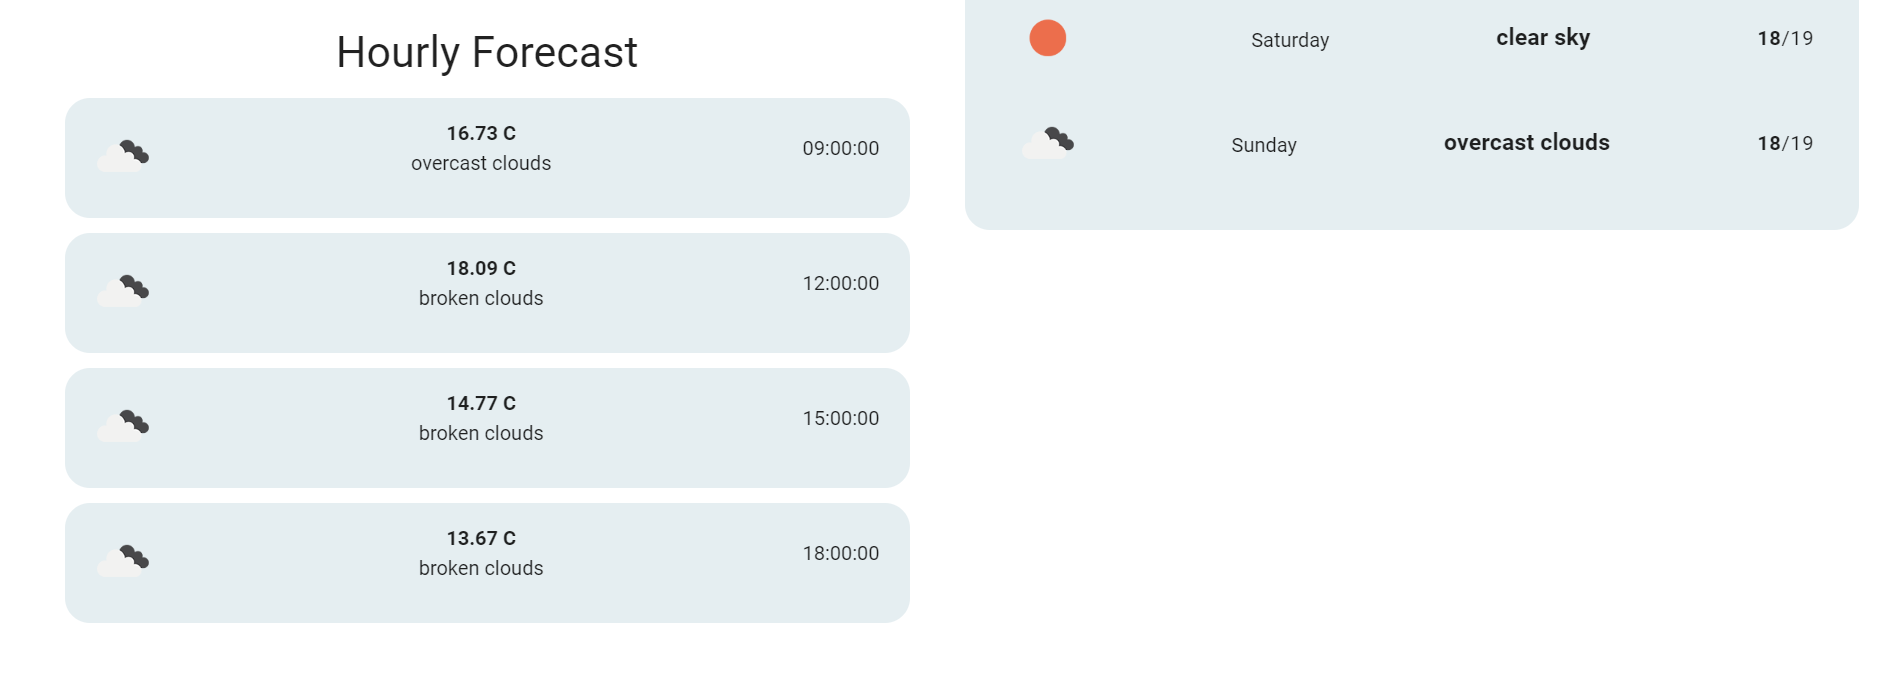 Hourly Forecast
16.73 C
overcast clouds
09:00:00
18.09 C
broken clouds
12:00:00
14.77 C
broken clouds
15:00:00
13.67 C
broken clouds
18:00:00
Saturday clear sky 18/19
Sunday overcast clouds 18/19